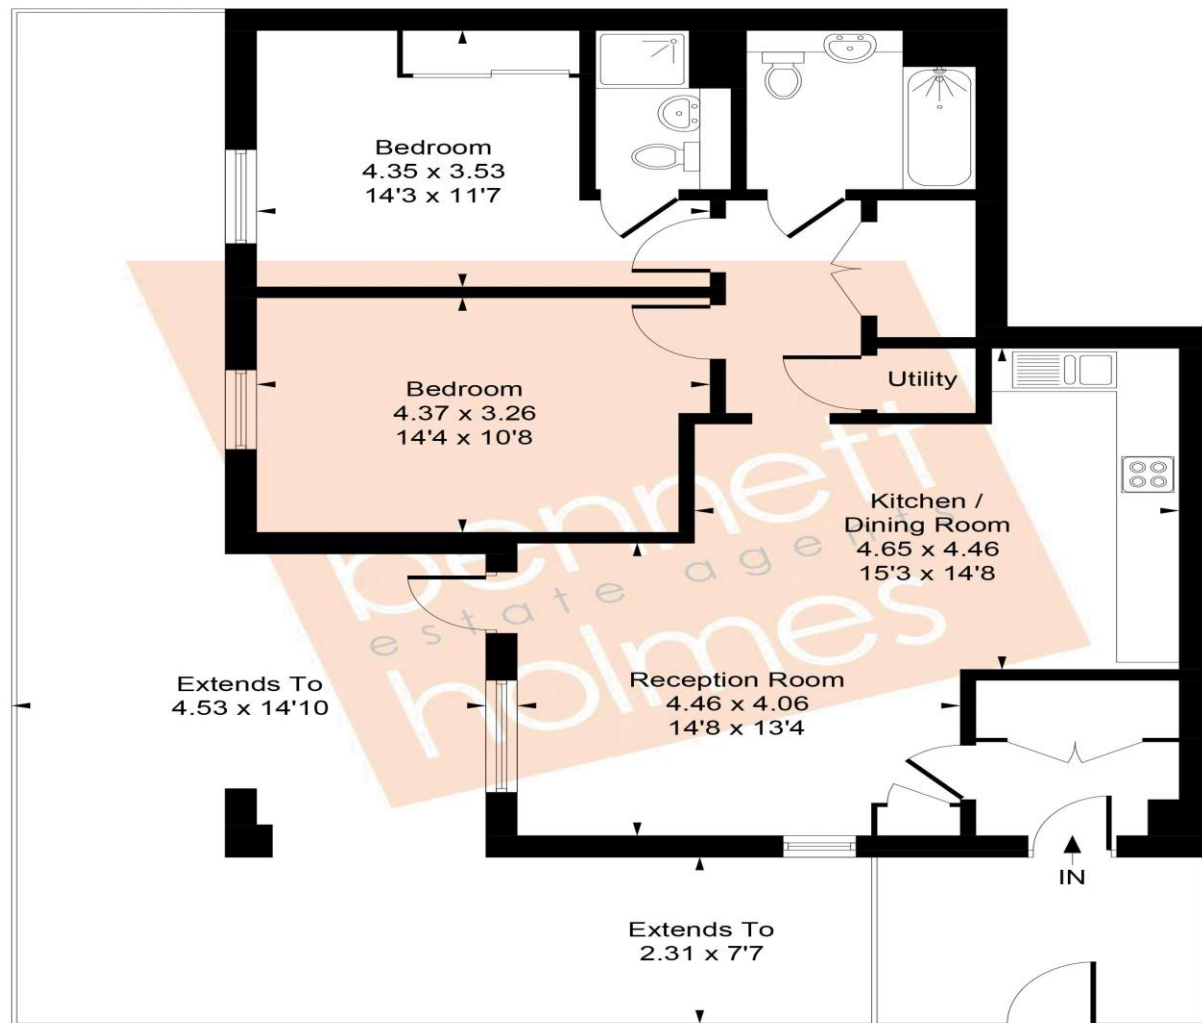 Bedroom
4.35 x 3.53
14'3 x 11'7
Bedroom
4.37 x 3.26
14'4 x 10'8
Utility
Kitchen /
Dining Room
4.65 x 4.46
15'3 x 14'8
bennett
estate agents
holmes
Extends To
4.53 x 14'10
Reception Room
4.46 x 4.06
14'8 x 13'4
IN
Extends To
2.31 x 7'7